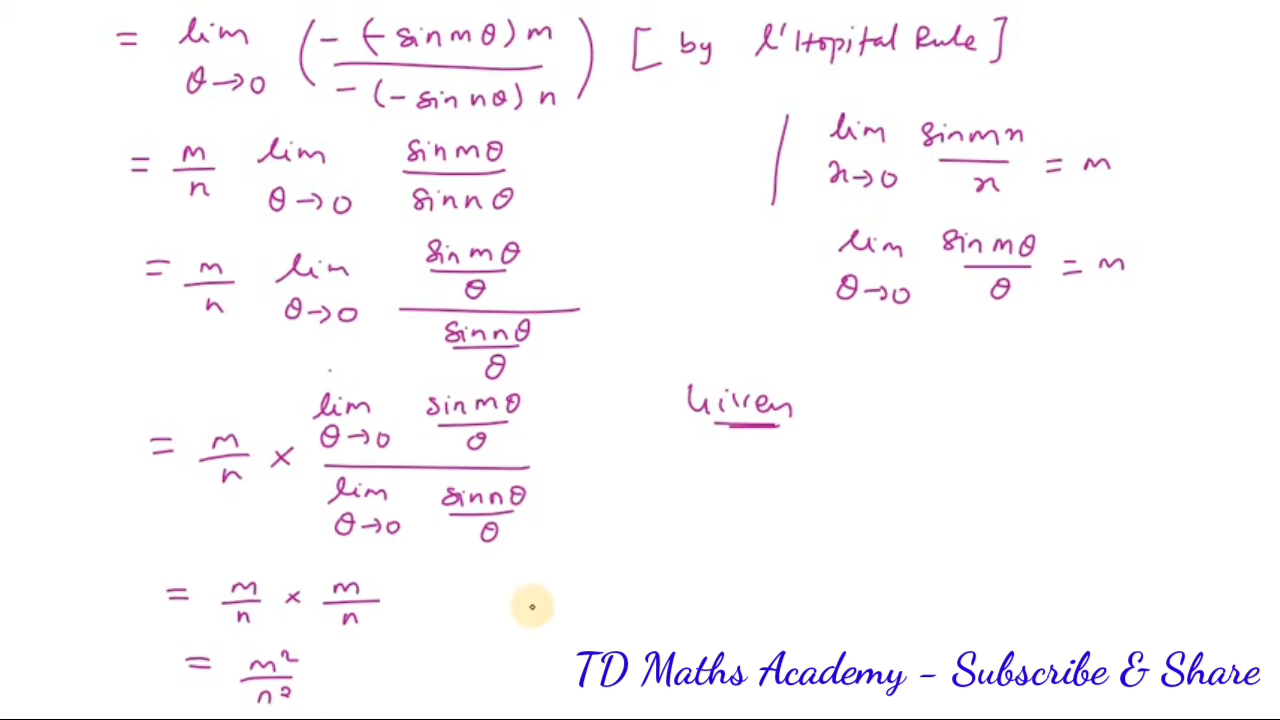 = lim θ→0 (- (- sin mθ) m / - (- sin nθ) n) [ by l'Hopital Rule ]
= m/n lim θ→0 sin mθ / sin nθ
= m/n lim θ→0 (sin mθ / θ) / (sin nθ / θ)
= m/n × (lim θ→0 sin mθ / θ) / (lim θ→0 sin nθ / θ)
= m/n × m/n
= m²/n²
| lim x→0 sin mx / x = m
lim θ→0 sin mθ / θ = m
Given
TD Maths Academy - Subscribe & Share